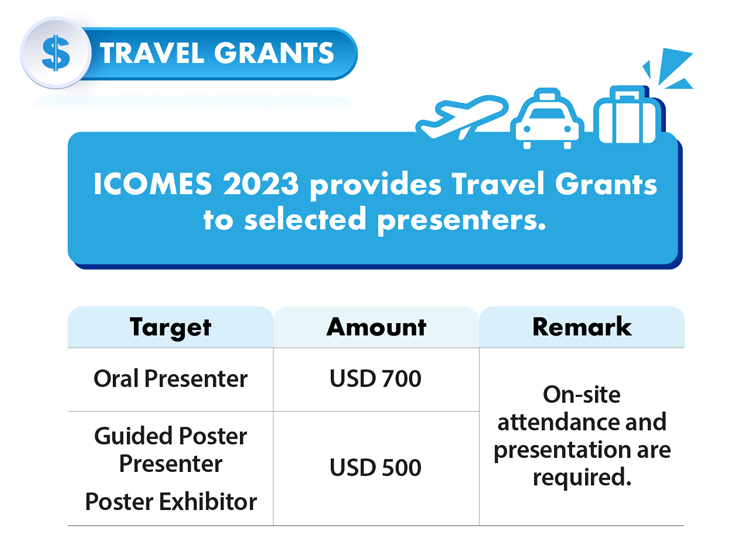 $ TRAVEL GRANTS
ICOMES 2023 provides Travel Grants
to selected presenters.
Target Amount Remark
Oral Presenter USD 700
Guided Poster
Presenter
Poster Exhibitor
USD 500
On-site
attendance and
presentation are
required.